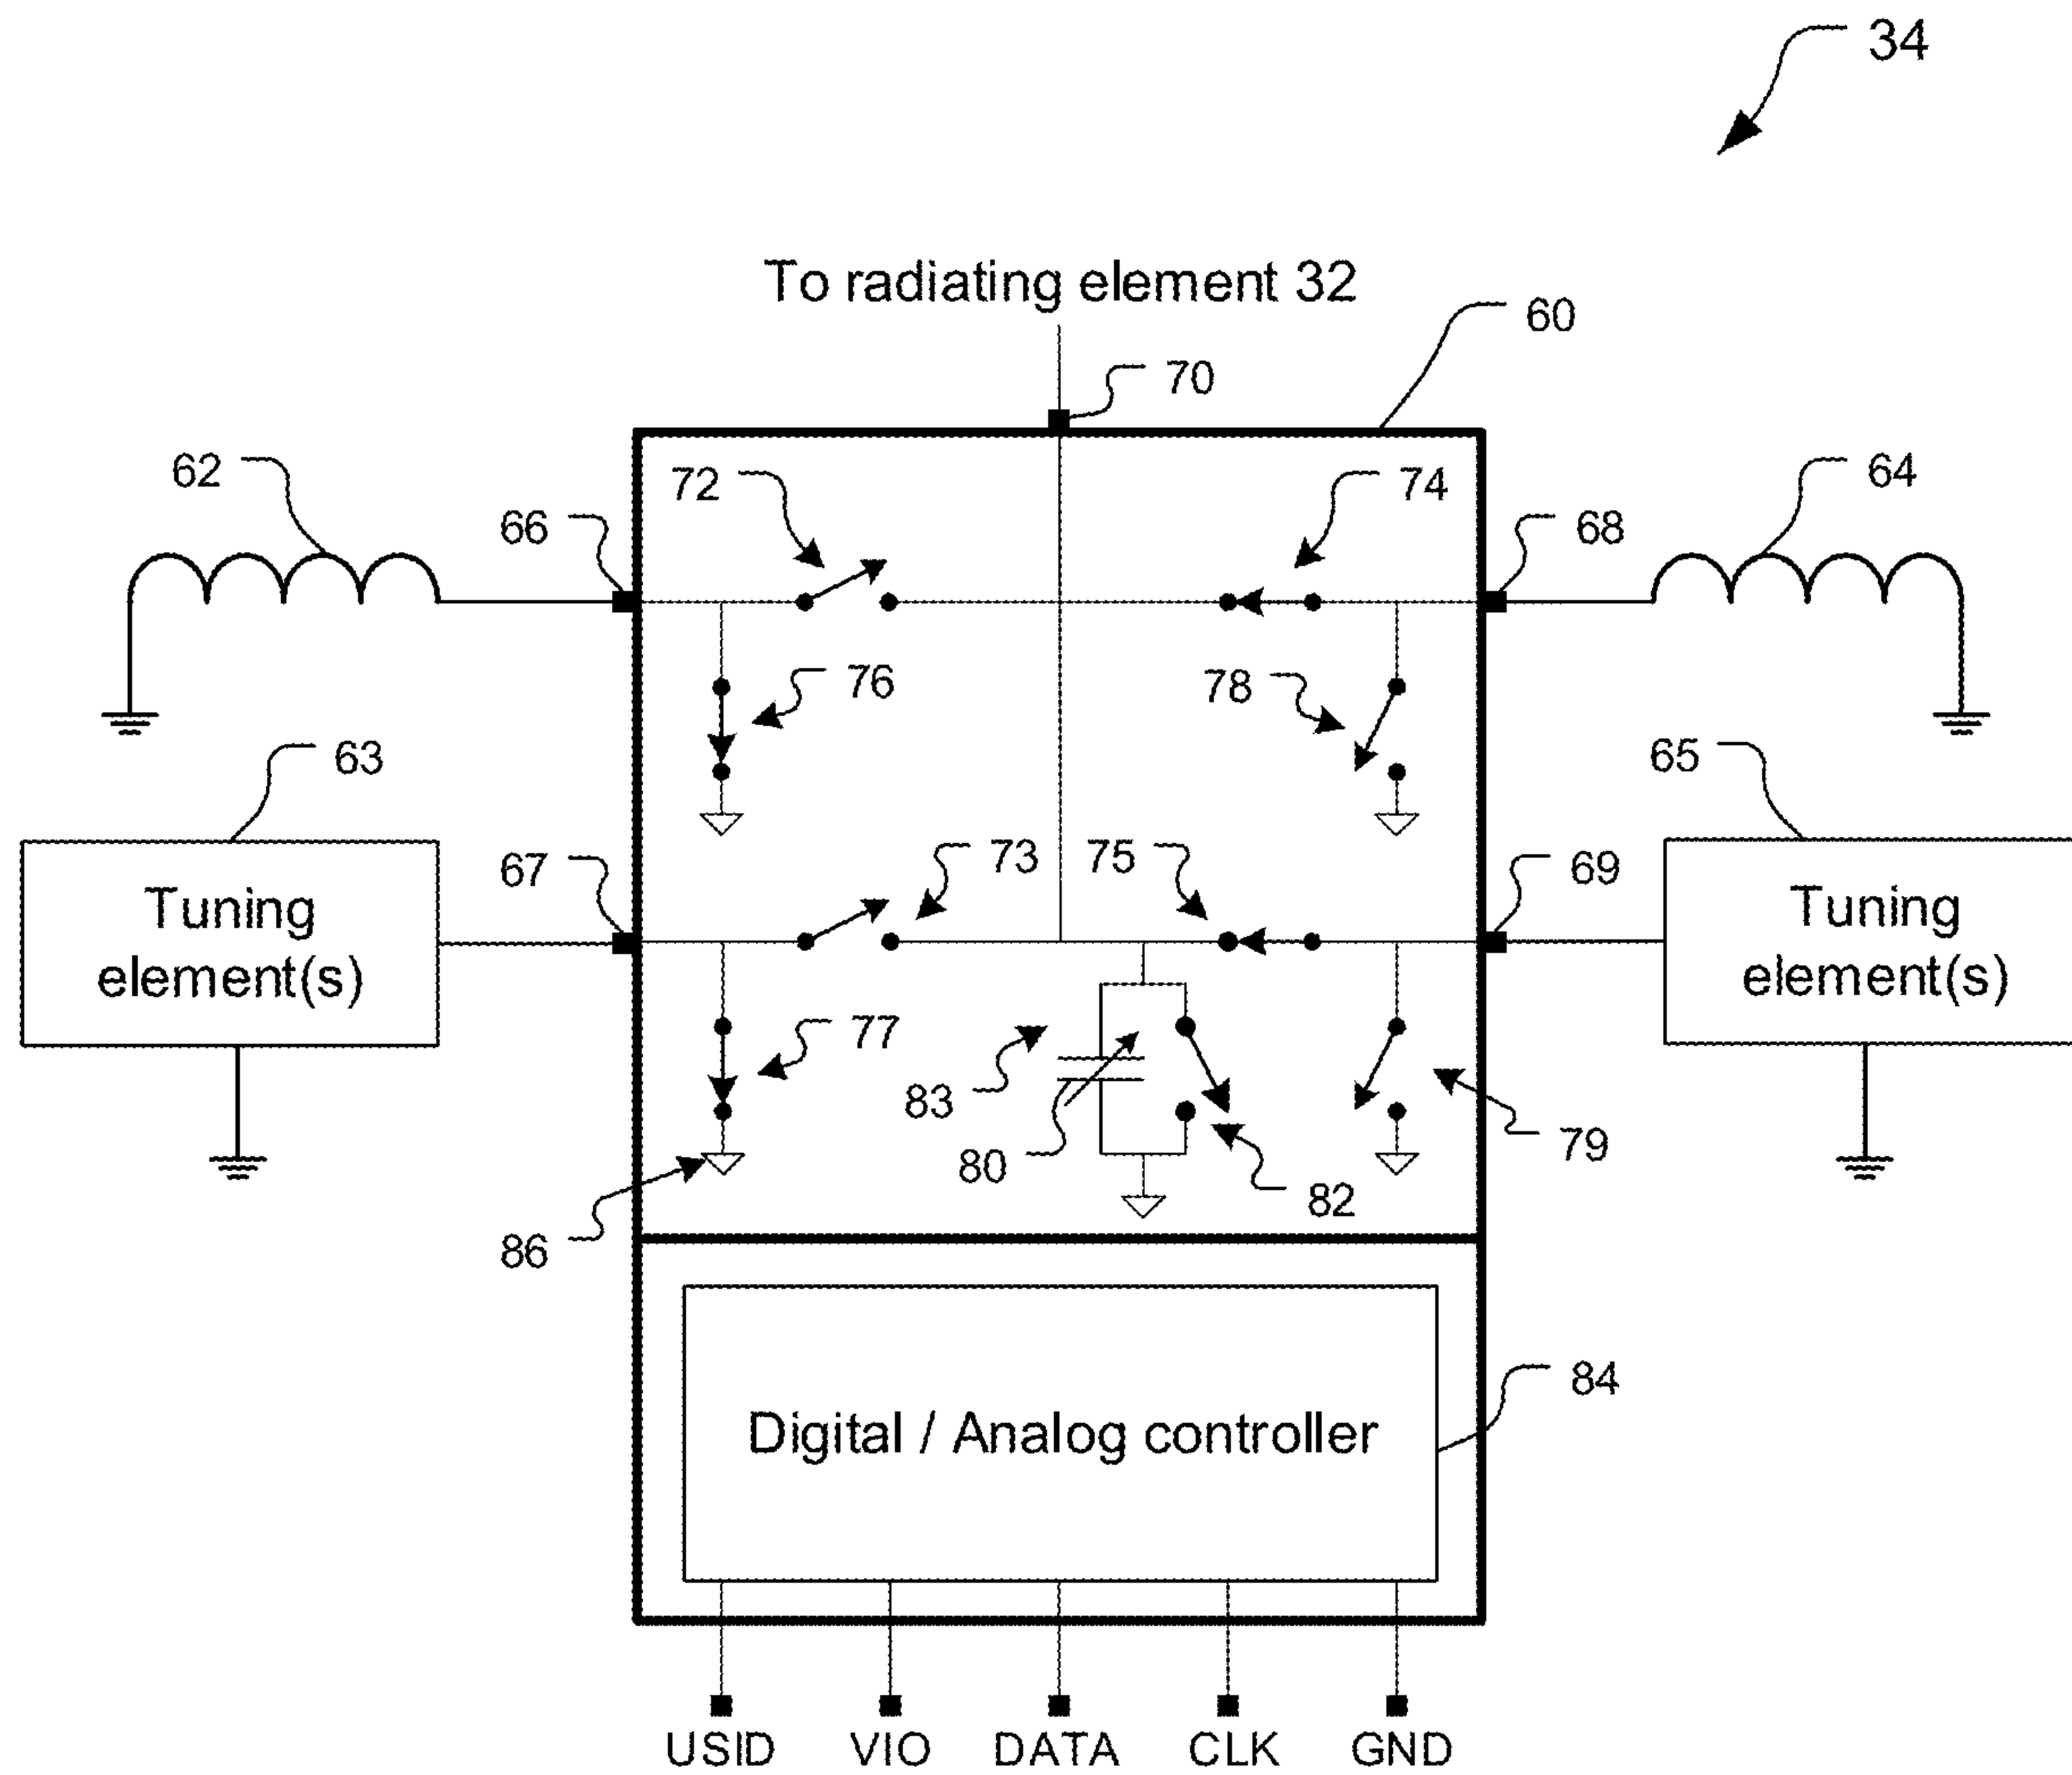 34
To radiating element 32
60
70
62
72
74
64
66
68
76
78
63
65
67
73
75
69
Tuning
element(s)
Tuning
element(s)
77
83
79
80
82
86
84
Digital / Analog controller
USID
VIO
DATA
CLK
GND